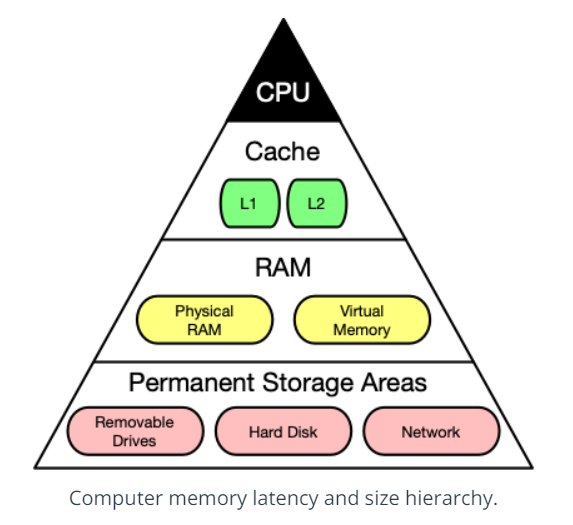 CPU
Cache
L1
L2
RAM
Physical
RAM
Virtual
Memory
Permanent Storage Areas
Removable
Drives
Hard Disk
Network
Computer memory latency and size hierarchy.